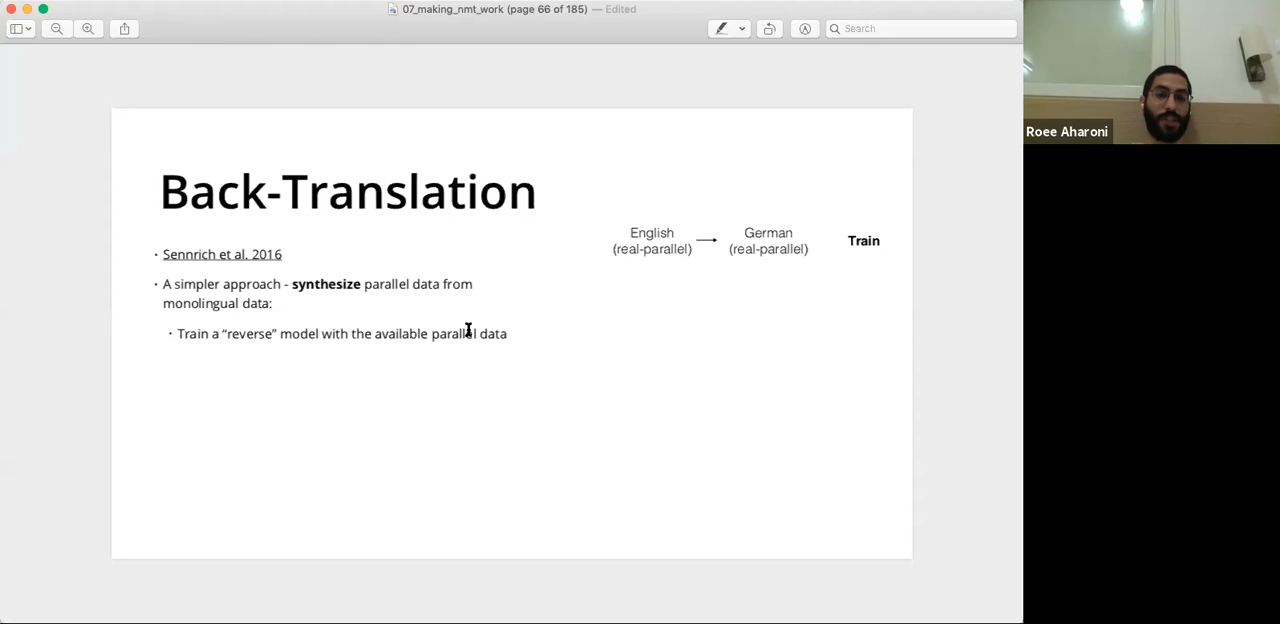 07_making_nmt_work (page 66 of 185) — Edited
Search
Back-Translation
· Sennrich et al. 2016
· A simpler approach - synthesize parallel data from
monolingual data:
· Train a “reverse” model with the available parallel data
English
(real-parallel)
German
(real-parallel)
Train
Roee Aharoni